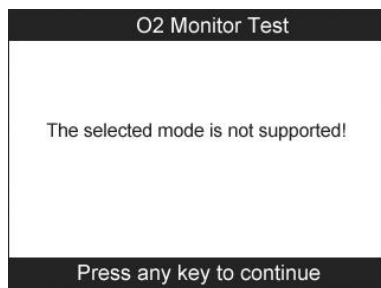 O2 Monitor Test
The selected mode is not supported!
Press any key to continue